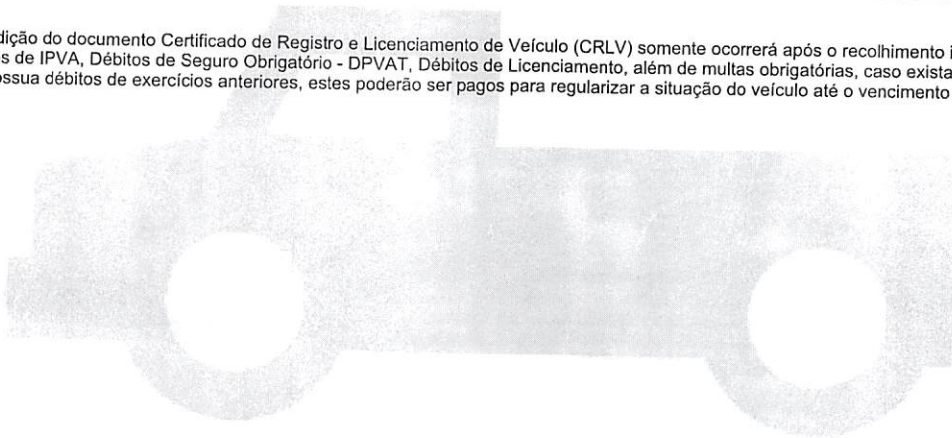 dição do documento Certificado de Registro e Licenciamento de Veículo (CRLV) somente ocorrerá após o recolhimento i
s de IPVA, Débitos de Seguro Obrigatório - DPVAT, Débitos de Licenciamento, além de multas obrigatórias, caso exista
ossua débitos de exercícios anteriores, estes poderão ser pagos para regularizar a situação do veículo até o vencimento